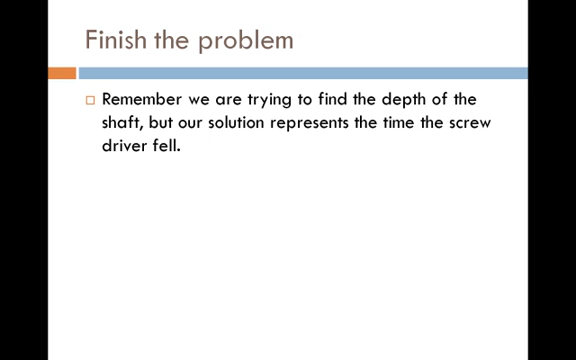 Finish the problem
Remember we are trying to find the depth of the
shaft, but our solution represents the time the screw
driver fell.